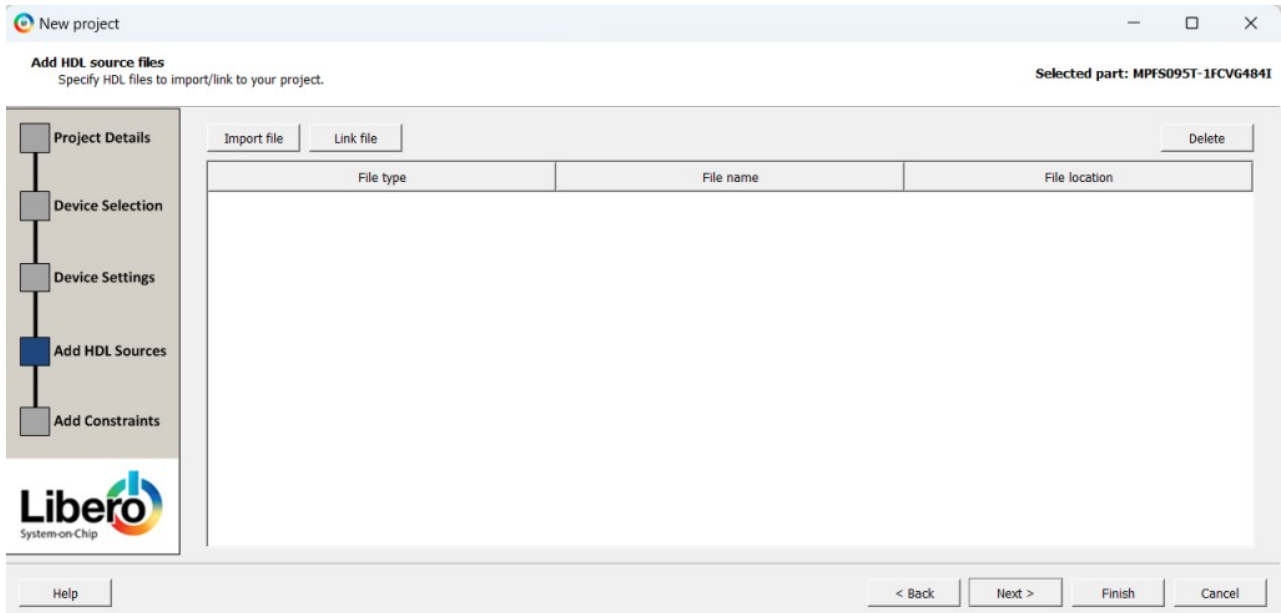 New project
Add HDL source files
Specify HDL files to import/link to your project.
Selected part: MPFS095T-1FCVG484I
Project Details
Device Selection
Device Settings
Add HDL Sources
Add Constraints
Libero
System-on-Chip
Import file Link file Delete
File type File name File location
Help < Back Next > Finish Cancel